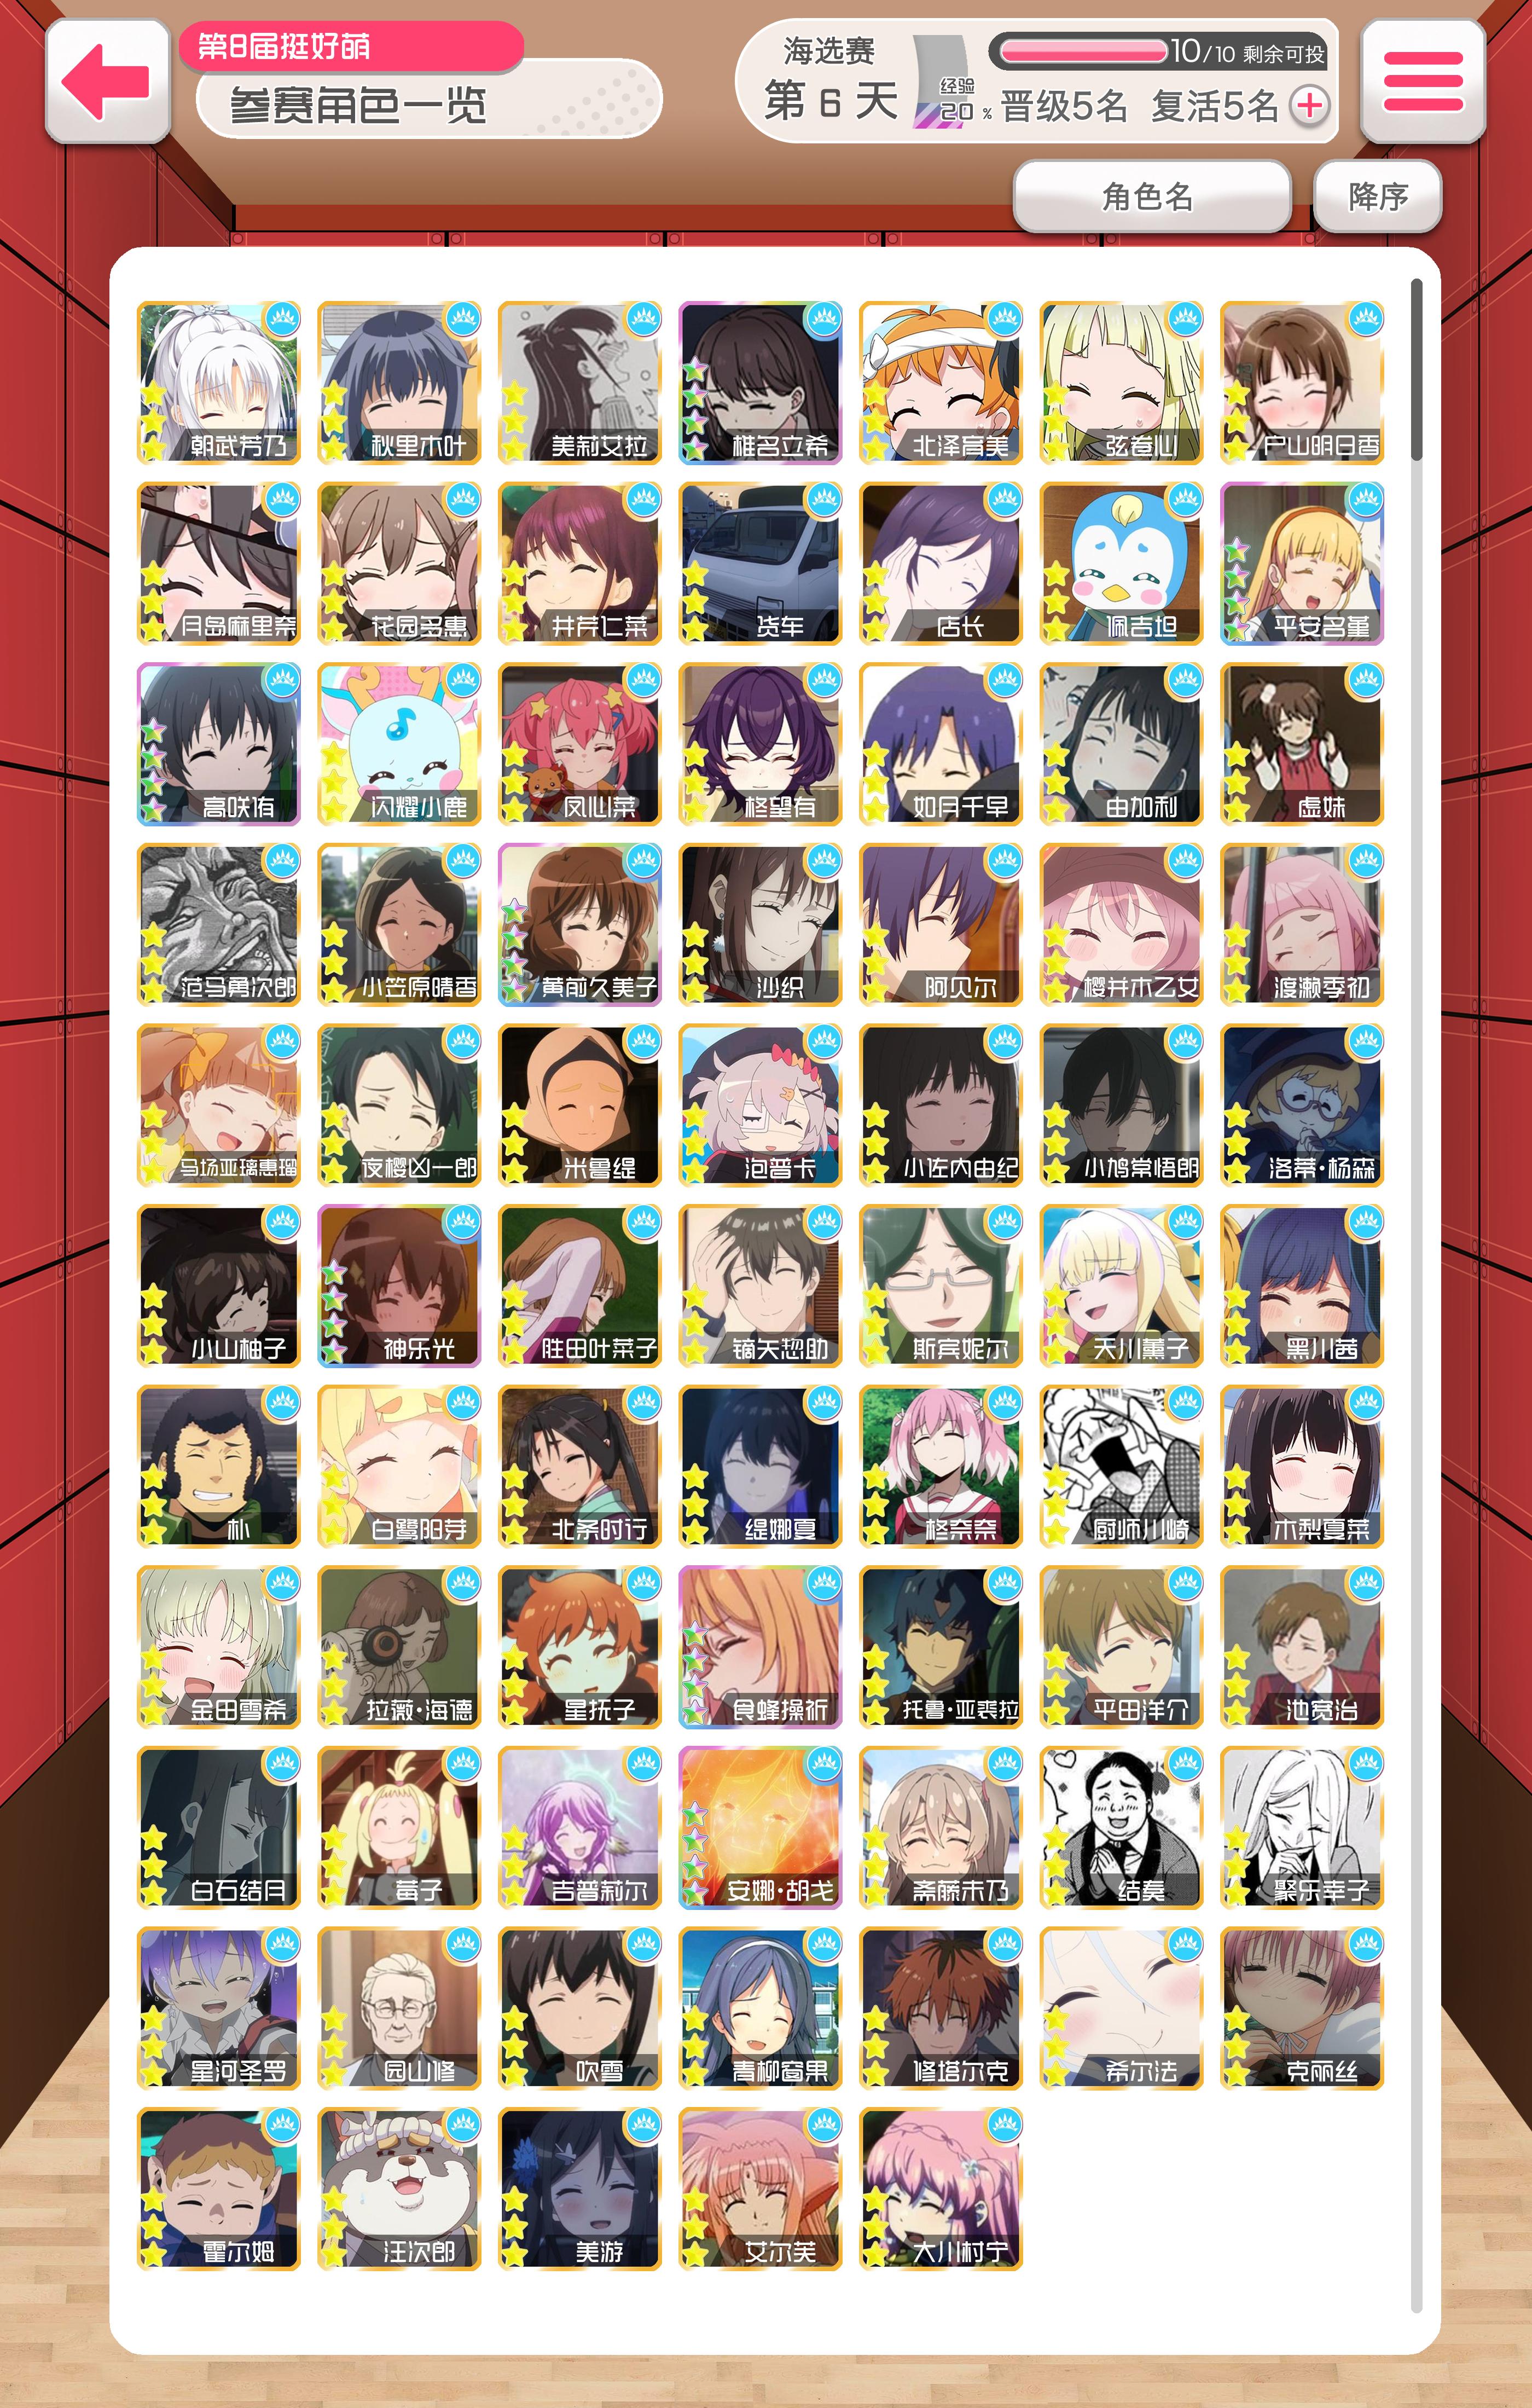 第8届挺好萌
参赛角色一览
海选赛
第 6 天
经验
20 %
10/10 剩余可投
晋级5名 复活5名
角色名
降序
朝武芳乃
秋里木叶
美莉艾拉
椎名立希
北泽育美
弦卷心
户山明日香
月岛麻里奈
花园多惠
井芹仁菜
货车
店长
佩吉坦
平安名堇
高咲侑
闪耀小鹿
凤心菜
柊望有
如月千早
由加利
虚妹
范马勇次郎
小笠原晴香
黄前久美子
沙织
阿贝尔
樱井木乙女
渡濑季初
马场亚璃惠瑠
夜樱凶一郎
米鲁缇
泡普卡
小佐内由纪
小鸠常悟朗
洛蒂·杨森
小山柚子
神乐光
胜田叶菜子
镝矢惣助
斯宾妮尔
天川薰子
黑川茜
朴
白鹭阳芽
北条时行
缇娜夏
柊奈奈
厨师川崎
木梨夏菜
金田雪希
拉薇·海德
星抚子
食蜂操祈
托鲁·亚裘拉
平田洋介
池宽治
白石结月
莓子
吉普莉尔
安娜·胡戈
斋藤未乃
结奏
聚乐幸子
星河圣罗
园山修
吹雪
青柳窗果
修塔尔克
希尔法
克丽丝
霍尔姆
汪次郎
美游
艾尔芙
大川村宁